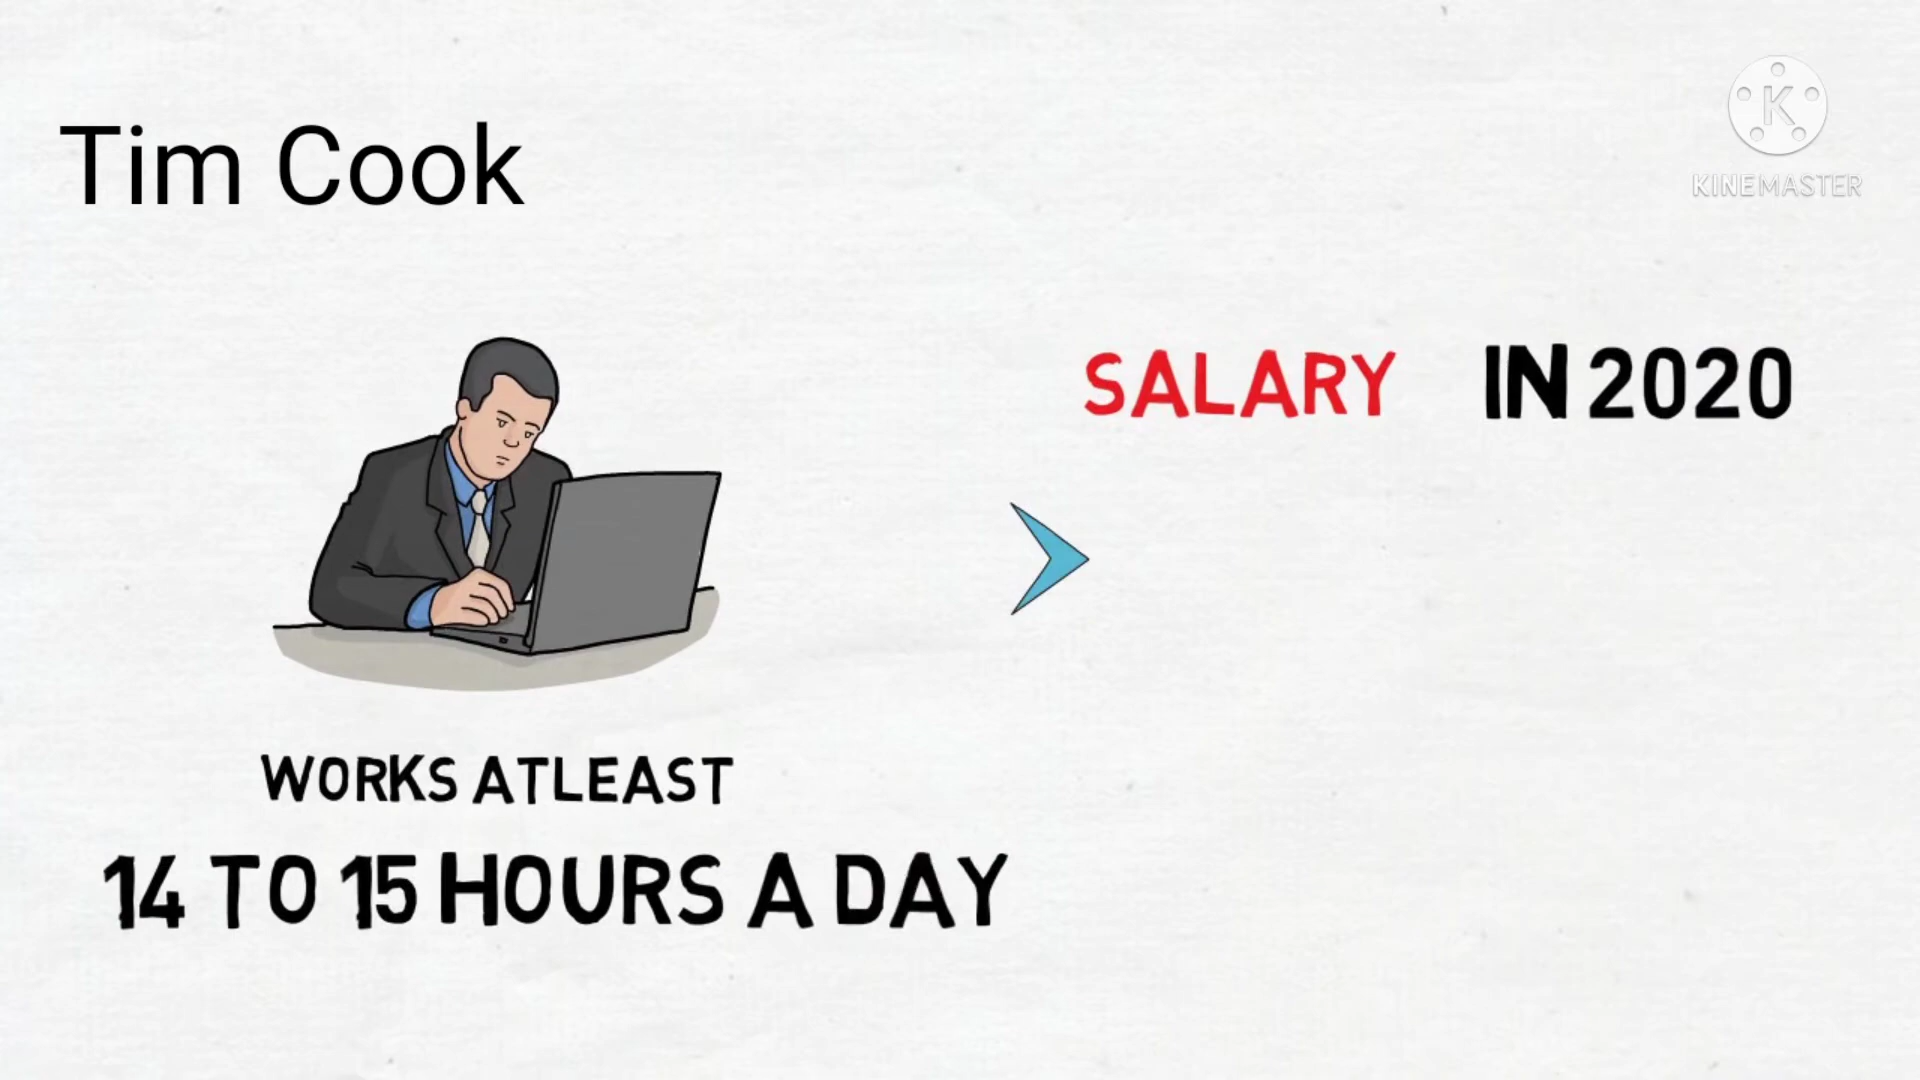 Tim Cook
K
KINEMASTER
SALARY IN 2020
WORKS ATLEAST
14 TO 15 HOURS A DAY